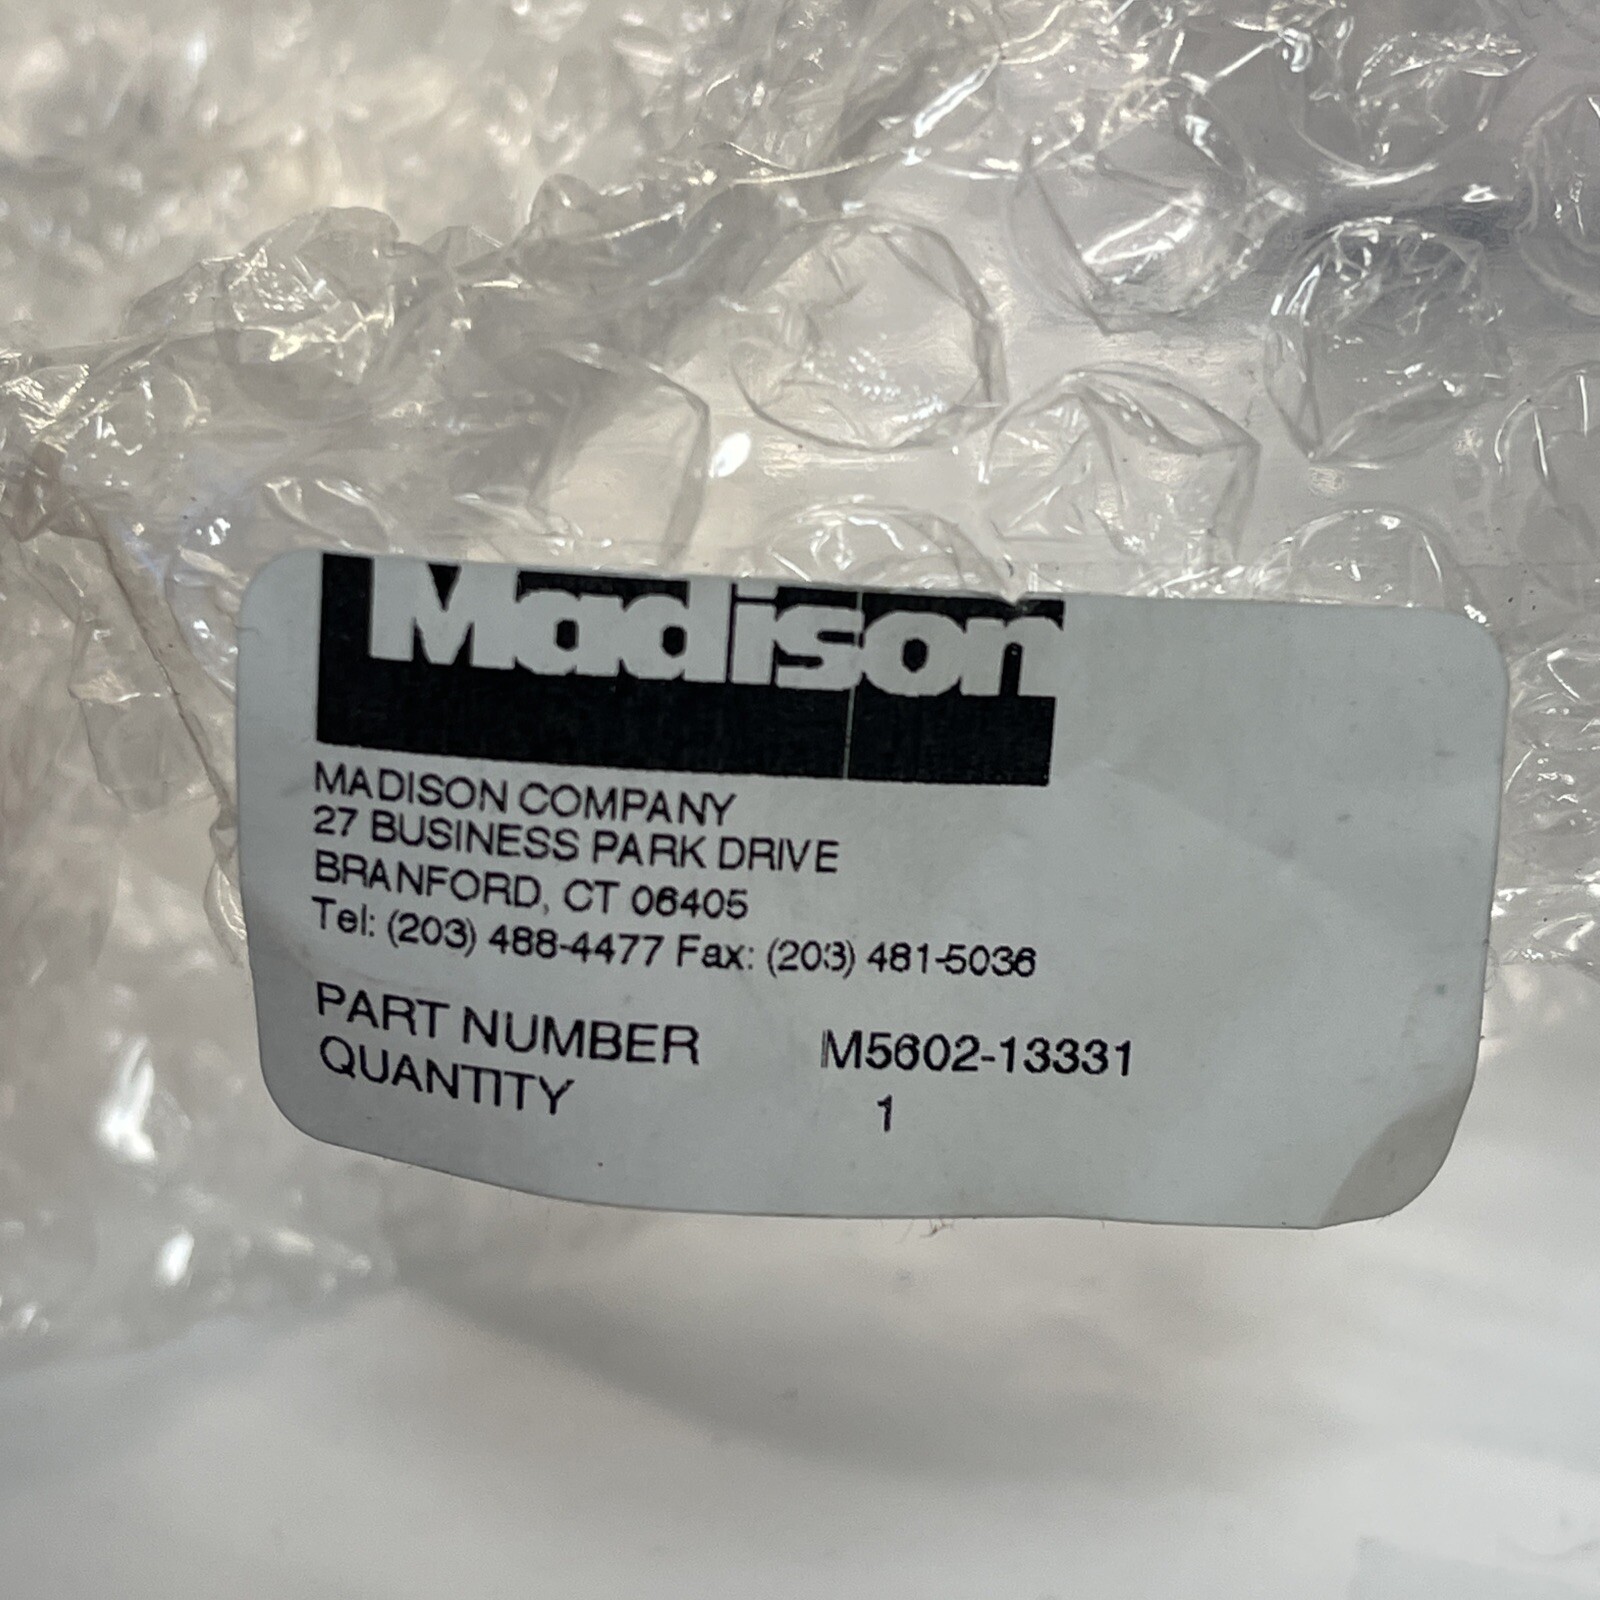 Madison
MADISON COMPANY
27 BUSINESS PARK DRIVE
BRANFORD, CT 06405
Tel: (203) 488-4477 Fax: (203) 481-5036
PART NUMBER M5602-13331
QUANTITY 1